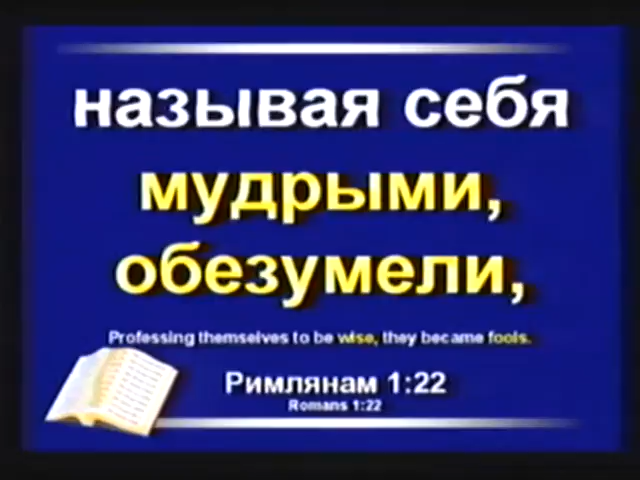 называя себя
мудрыми,
обезумели,
Professing themselves to be wise, they became fools.
Римлянам 1:22
Romans 1:22